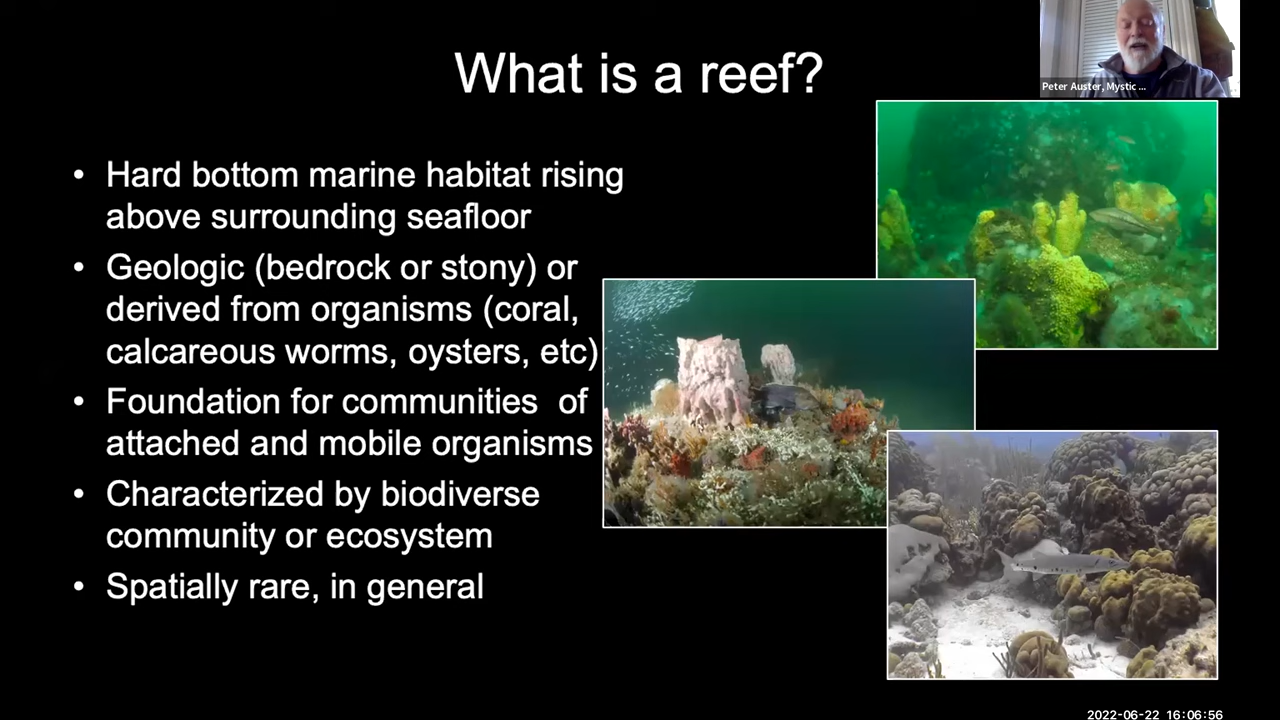 What is a reef?
Peter Auster, Mystic ...
• Hard bottom marine habitat rising
above surrounding seafloor
• Geologic (bedrock or stony) or
derived from organisms (coral,
calcareous worms, oysters, etc)
• Foundation for communities  of
attached and mobile organisms
• Characterized by biodiverse
community or ecosystem
• Spatially rare, in general
2022-06-22 16:06:56